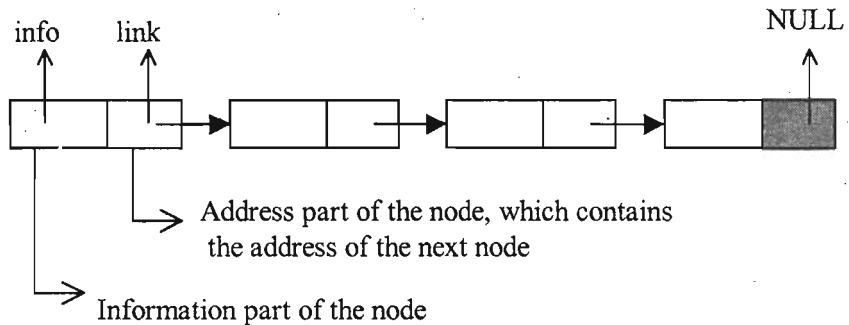 info link NULL
Address part of the node, which contains
the address of the next node
Information part of the node